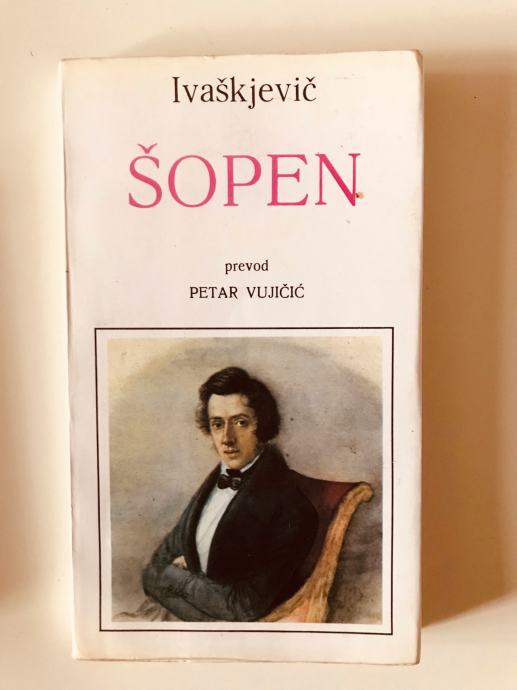 Ivaškjevič
ŠOPEN
prevod
PETAR VUJIČIĆ